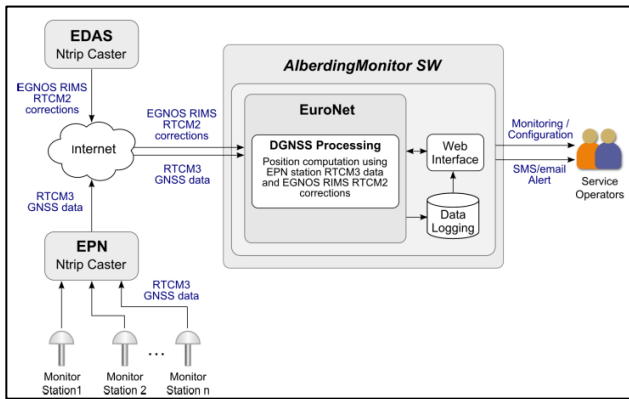 EDAS
Ntrip Caster
EGNOS RIMS
RTCM2
corrections
Internet
RTCM3
GNSS data
EPN
Ntrip Caster
RTCM3
GNSS data
Monitor
Station1
Monitor
Station 2
...
Monitor
Station n
EGNOS RIMS
RTCM2
corrections
RTCM3
GNSS data
AlberdingMonitor SW
EuroNet
DGNSS Processing
Position computation using
EPN station RTCM3 data
and EGNOS RIMS RTCM2
corrections
Web
Interface
Data
Logging
Monitoring /
Configuration
SMS/email
Alert
Service
Operators